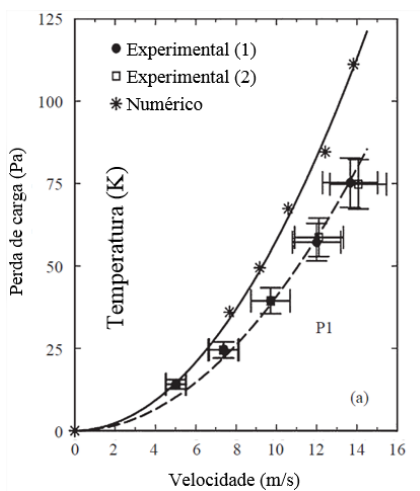 125
100
75
50
25
0
Perda de carga (Pa)
Temperatura (K)
Experimental (1)
Experimental (2)
Numérico
P1
(a)
0 2 4 6 8 10 12 14 16
Velocidade (m/s)